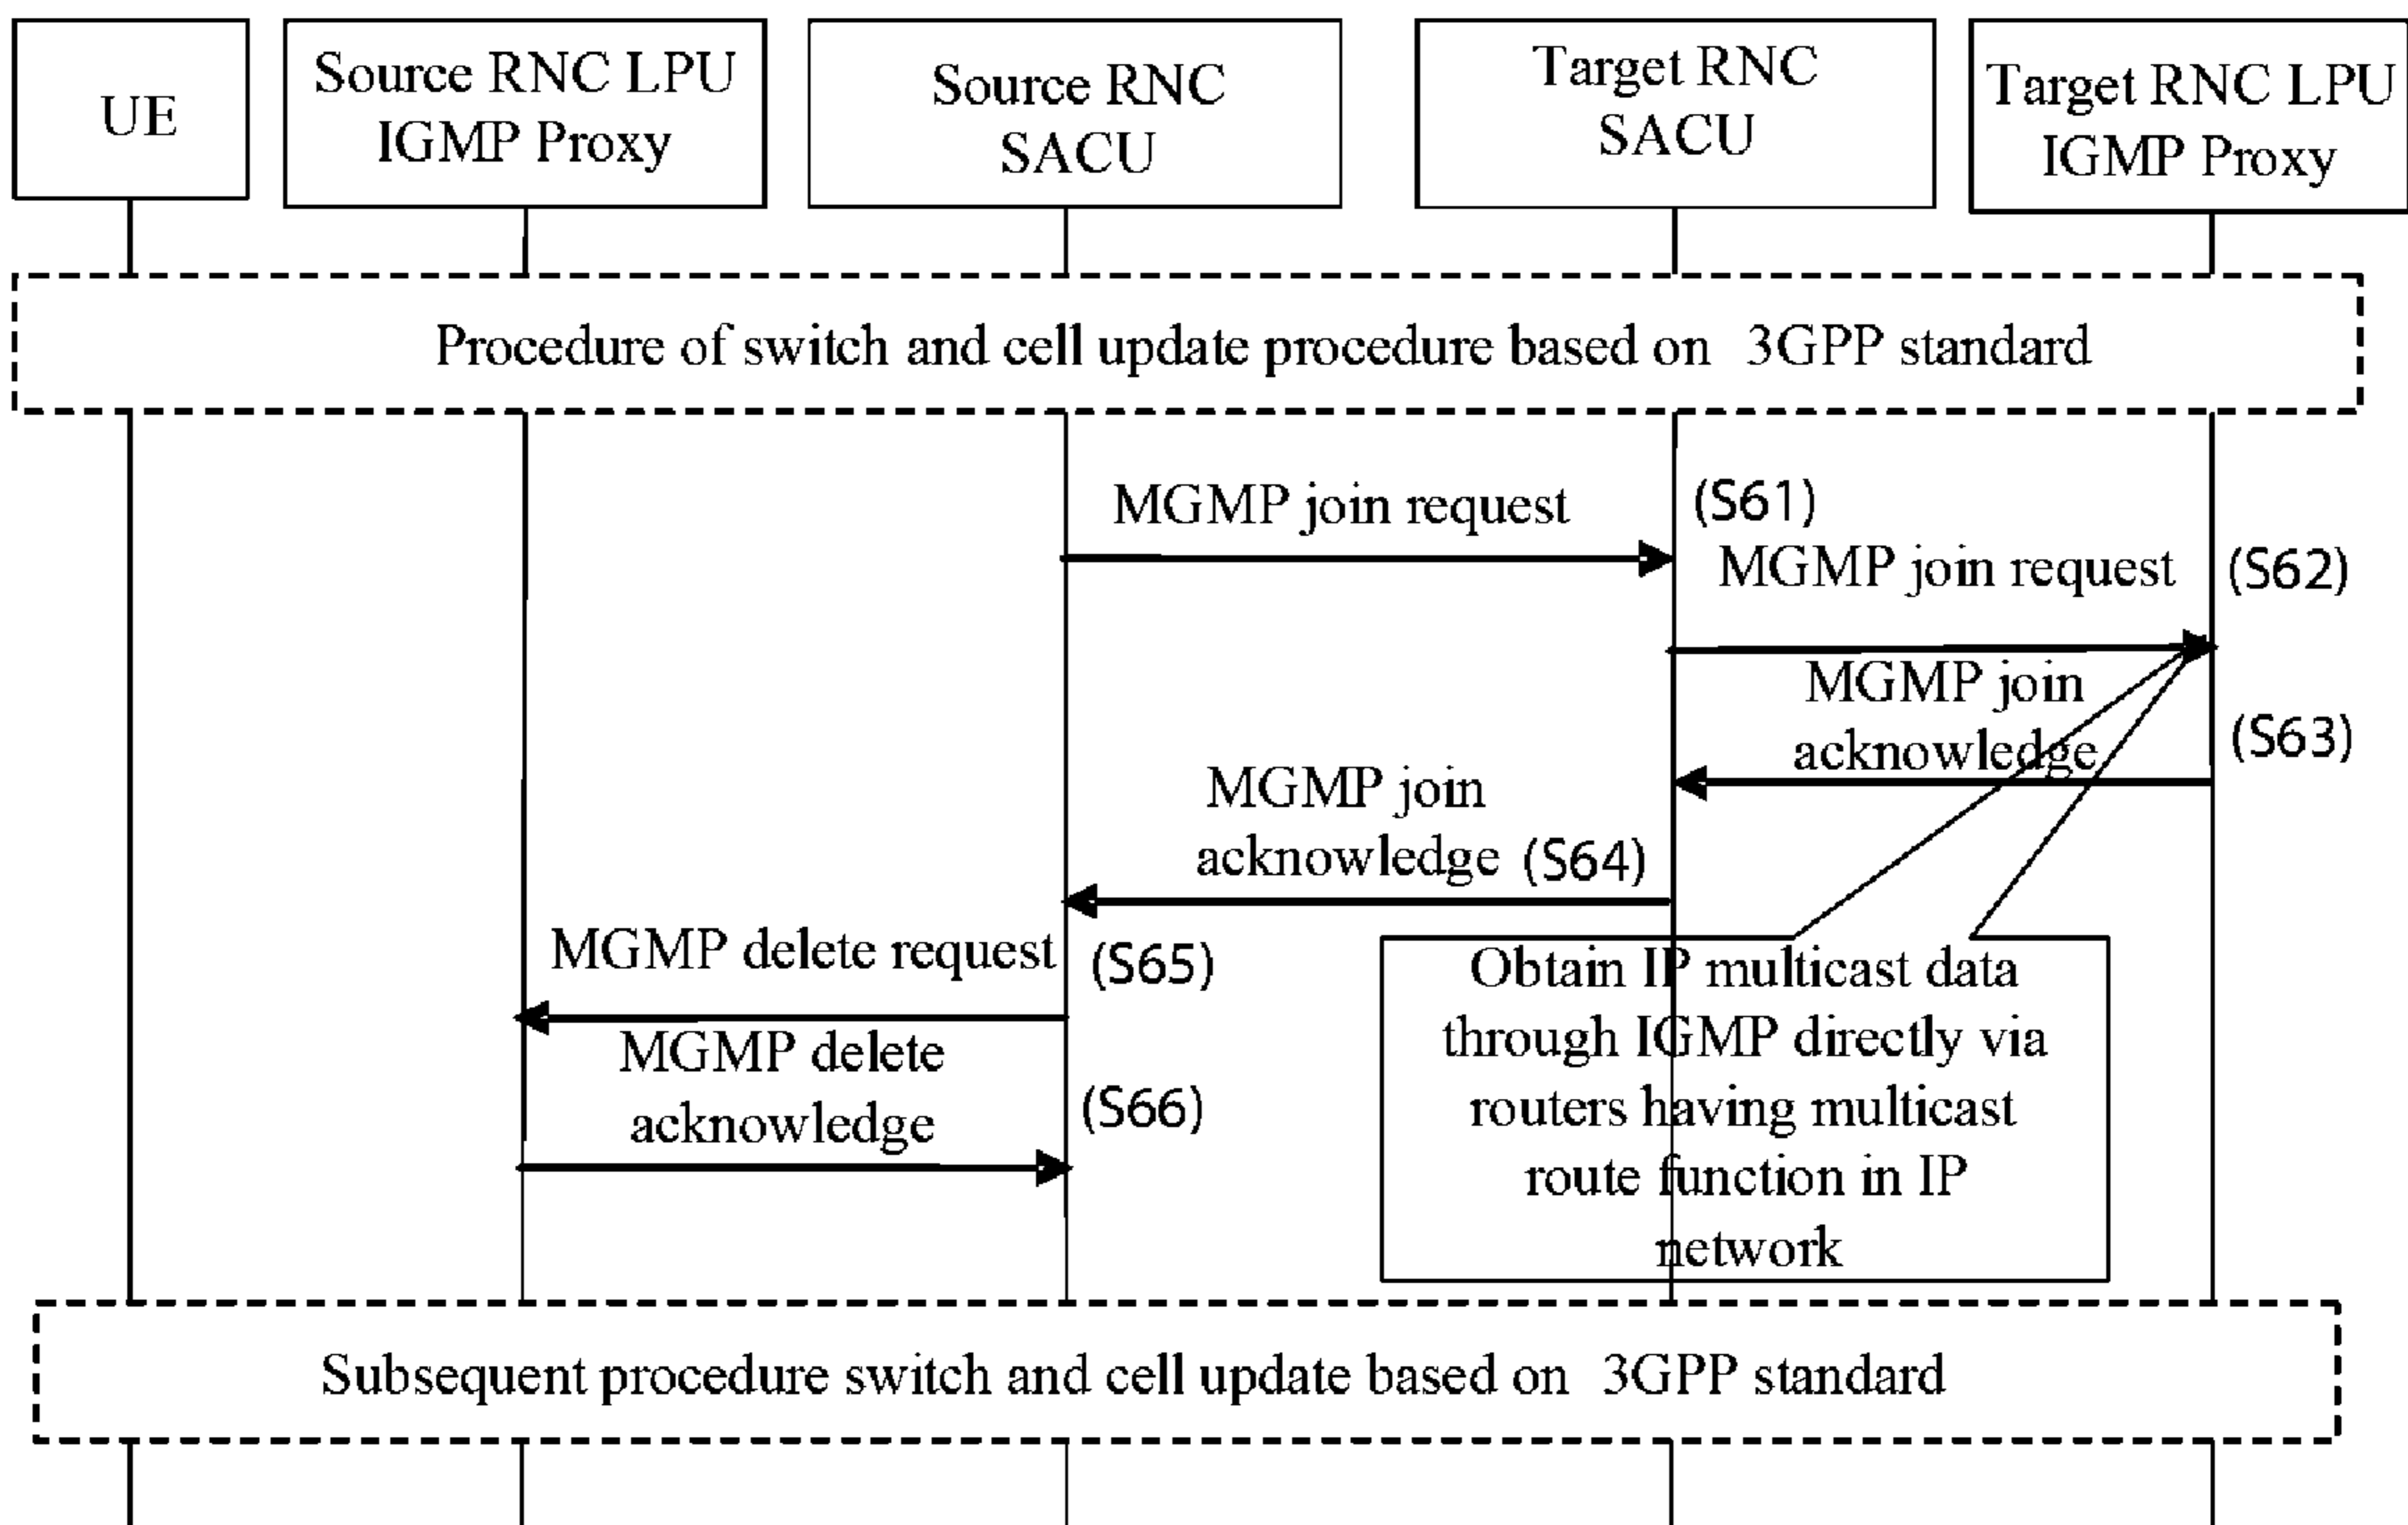 UE
Source RNC LPU
IGMP Proxy
Source RNC
SACU
Target RNC
SACU
Target RNC LPU
IGMP Proxy
Procedure of switch and cell update procedure based on 3GPP standard
MGMP join request
(S61)
MGMP join request
(S62)
MGMP join
acknowledge
(S63)
MGMP join
acknowledge (S64)
MGMP delete request
(S65)
MGMP delete
acknowledge
(S66)
Obtain IP multicast data
through IGMP directly via
routers having multicast
route function in IP
network
Subsequent procedure switch and cell update based on 3GPP standard